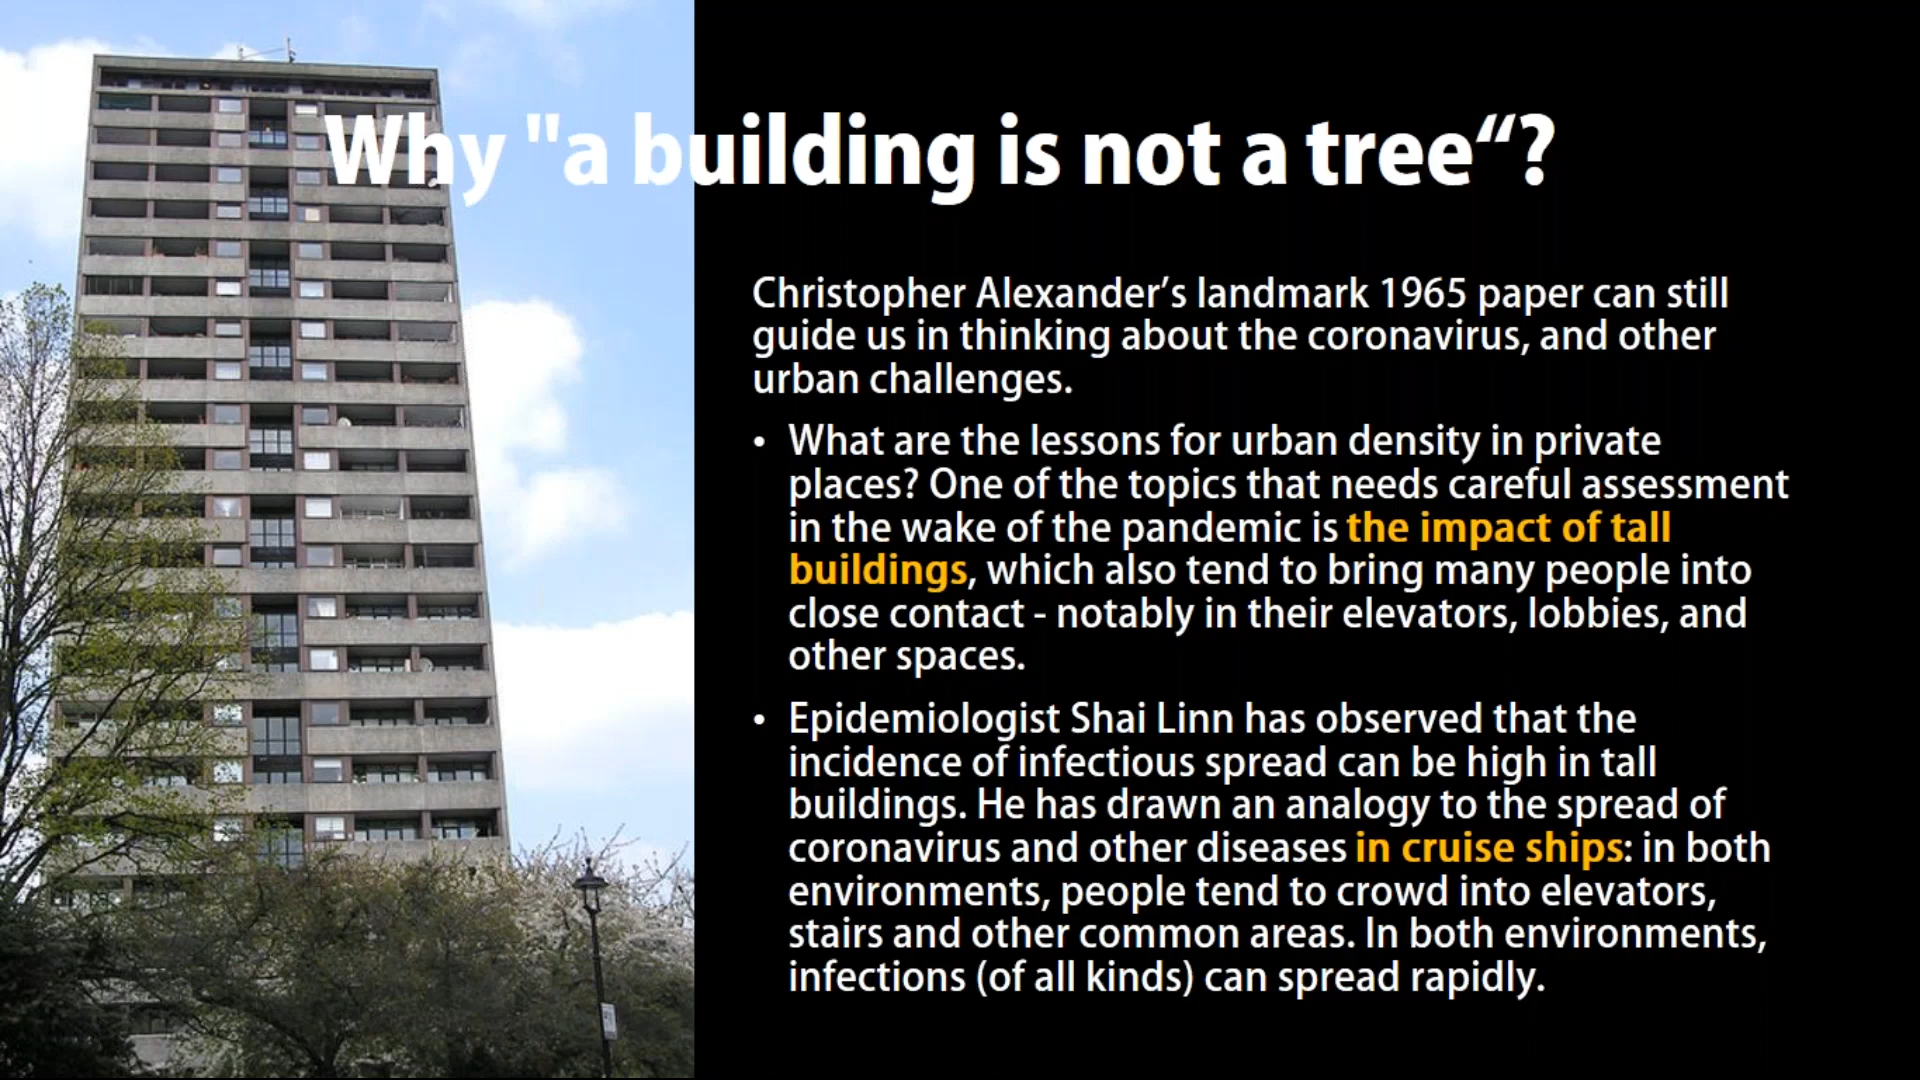 Why "a building is not a tree“?
Christopher Alexander’s landmark 1965 paper can still
guide us in thinking about the coronavirus, and other
urban challenges.
• What are the lessons for urban density in private
places? One of the topics that needs careful assessment
in the wake of the pandemic is the impact of tall
buildings, which also tend to bring many people into
close contact - notably in their elevators, lobbies, and
other spaces.
• Epidemiologist Shai Linn has observed that the
incidence of infectious spread can be high in tall
buildings. He has drawn an analogy to the spread of
coronavirus and other diseases in cruise ships: in both
environments, people tend to crowd into elevators,
stairs and other common areas. In both environments,
infections (of all kinds) can spread rapidly.